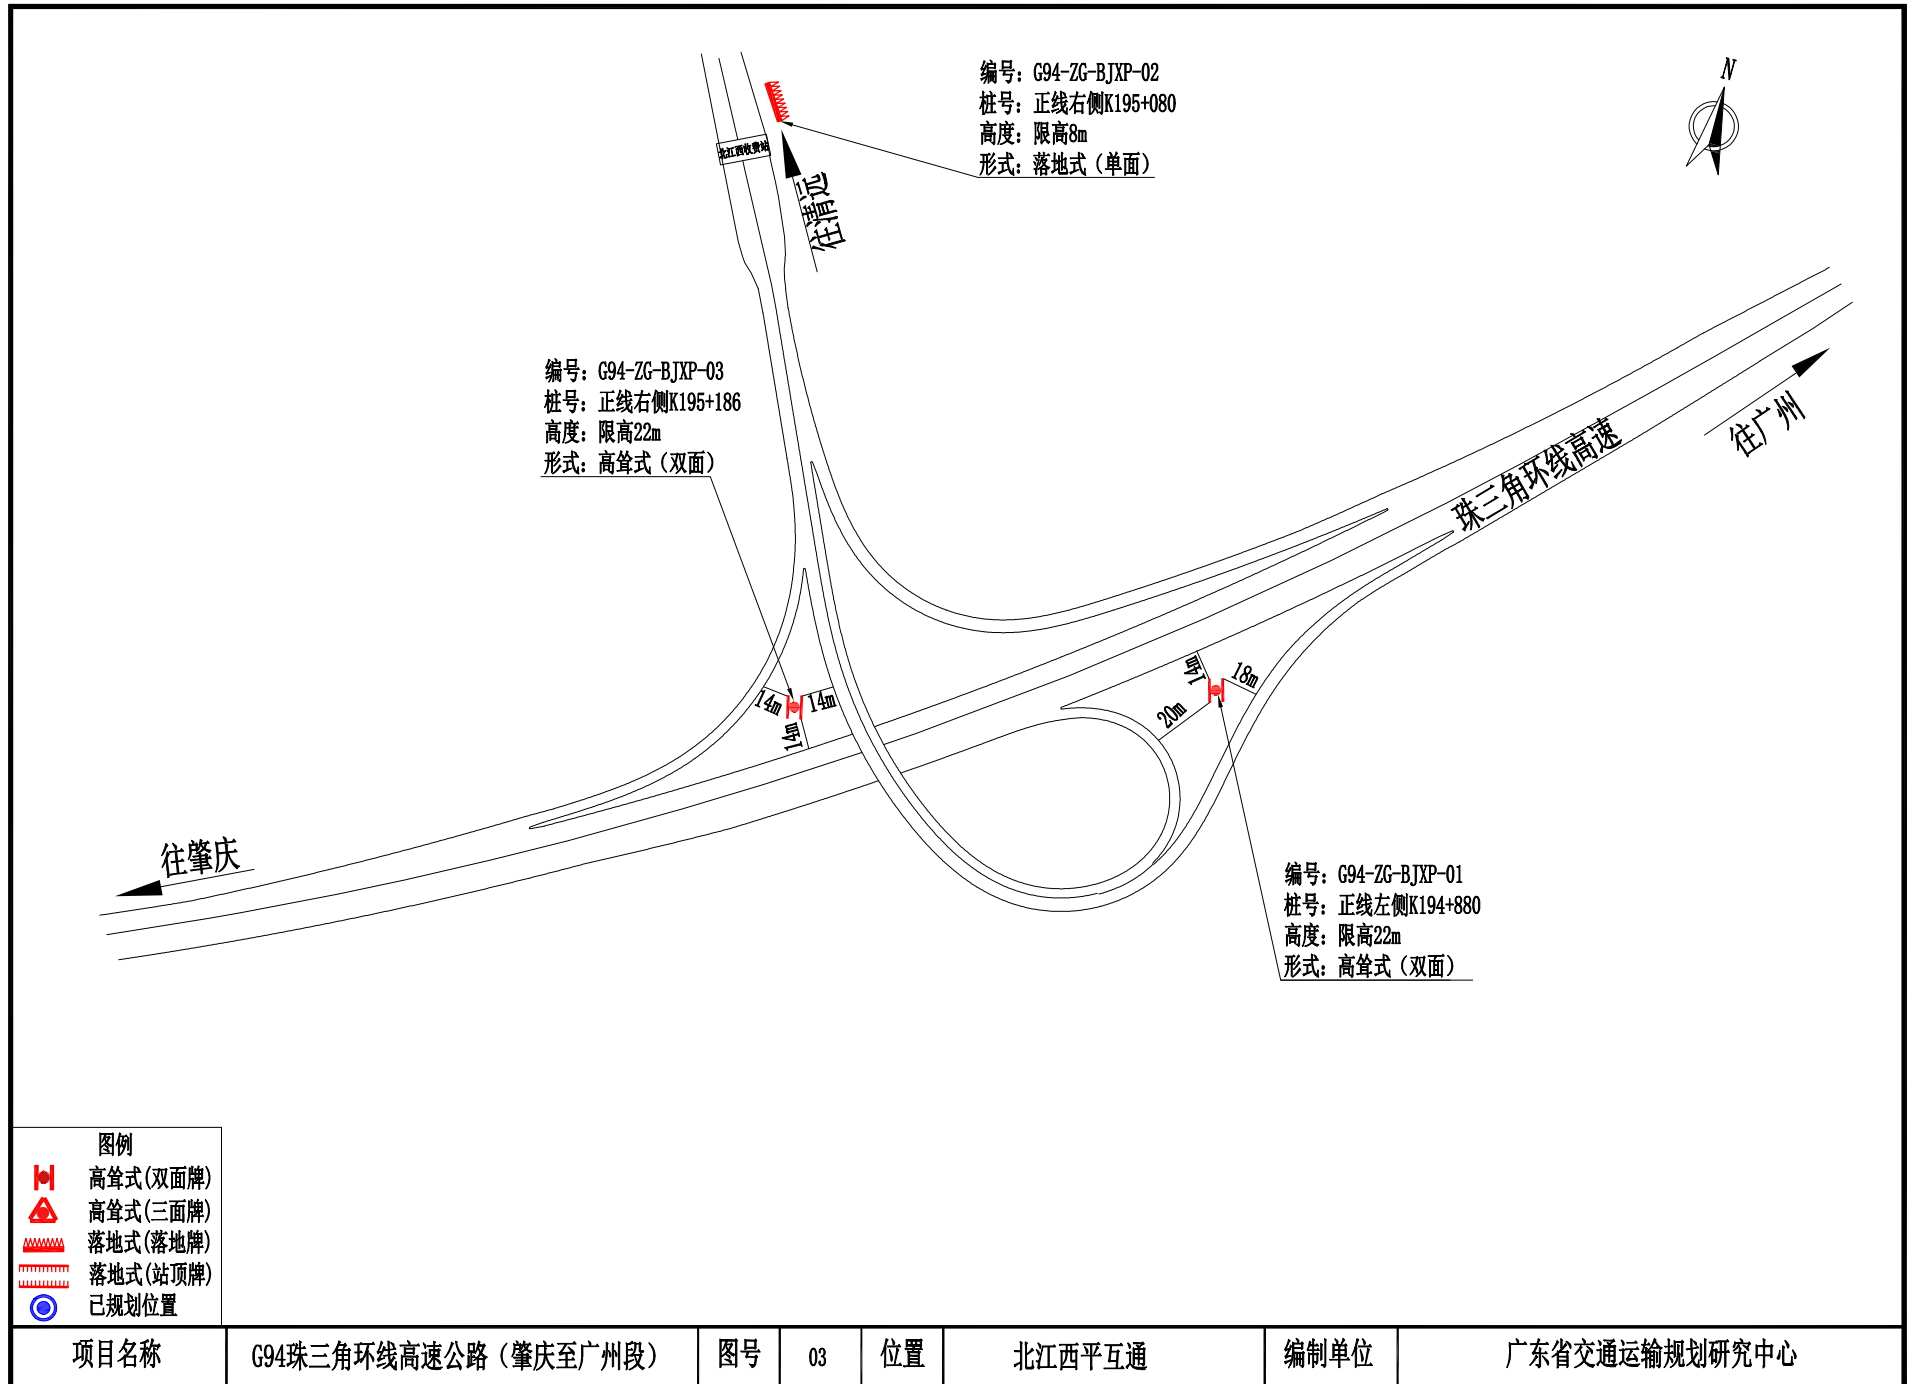 编号：G94-ZG-BJXP-02
桩号：正线右侧K195+080
高度：限高8m
形式：落地式（单面）
N
北江西收费站
往清远
编号：G94-ZG-BJXP-03
桩号：正线右侧K195+186
高度：限高22m
形式：高耸式（双面）
往广州
珠三角环线高速
14m
18m
20m
14m
14m
14m
往肇庆
编号：G94-ZG-BJXP-01
桩号：正线左侧K194+880
高度：限高22m
形式：高耸式（双面）
图例
高耸式(双面牌)
高耸式(三面牌)
落地式(落地牌)
落地式(站顶牌)
已规划位置
项目名称 G94珠三角环线高速公路（肇庆至广州段） 图号 03 位置 北江西平互通 编制单位 广东省交通运输规划研究中心